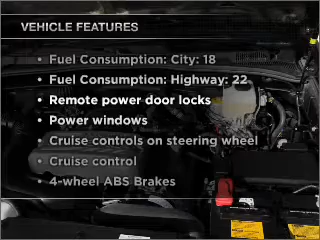 VEHICLE FEATURES
• Fuel Consumption: City: 18
• Fuel Consumption: Highway: 22
• Remote power door locks
• Power windows
• Cruise controls on steering wheel
• Cruise control
• 4-wheel ABS Brakes